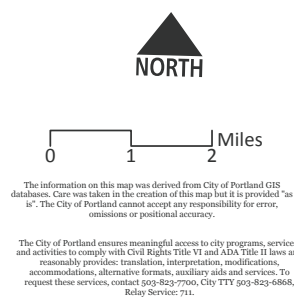 NORTH
Miles
0 1 2
The information on this map was derived from City of Portland GIS
databases. Care was taken in the creation of this map but it is provided "as
is". The City of Portland cannot accept any responsibility for error,
omissions or positional accuracy.
The City of Portland ensures meaningful access to city programs, service
and activities to comply with Civil Rights Title VI and ADA Title II laws a
reasonably provides: translation, interpretation, modifications,
accommodations, alternative formats, auxiliary aids and services. To
request these services, contact 503-823-7700, City TTY 503-823-6868,
Relay Service: 711.